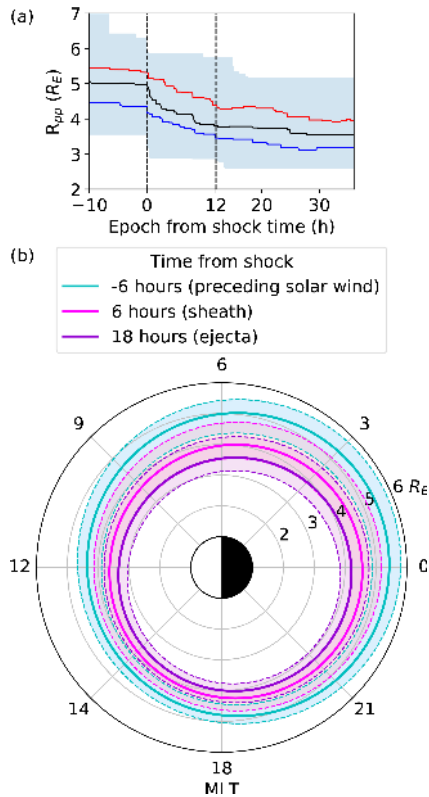 (a)
7
6
5
4
3
2
R_pp (R_E)
−10 0 12 20 30
Epoch from shock time (h)
(b)
Time from shock
-6 hours (preceding solar wind)
6 hours (sheath)
18 hours (ejecta)
6
9
3
6 R_E
5
4
3
2
12
0
14
21
18
MLT